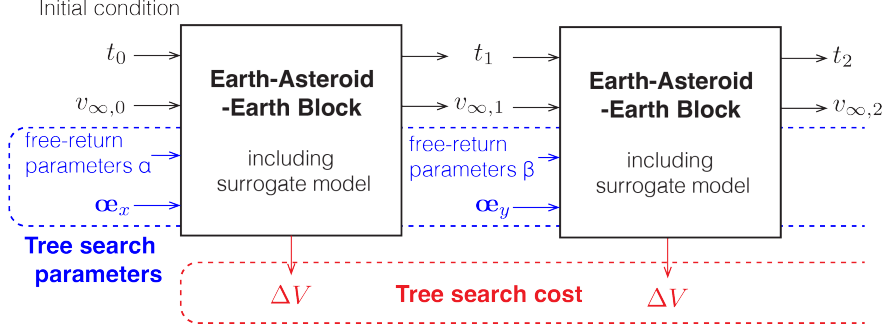 Initial condition
t₀
v∞,₀
free-return
parameters α
œₓ
Earth-Asteroid
-Earth Block
including
surrogate model
t₁
v∞,₁
free-return
parameters β
œᵧ
Earth-Asteroid
-Earth Block
including
surrogate model
t₂
v∞,₂
Tree search
parameters
ΔV
Tree search cost
ΔV